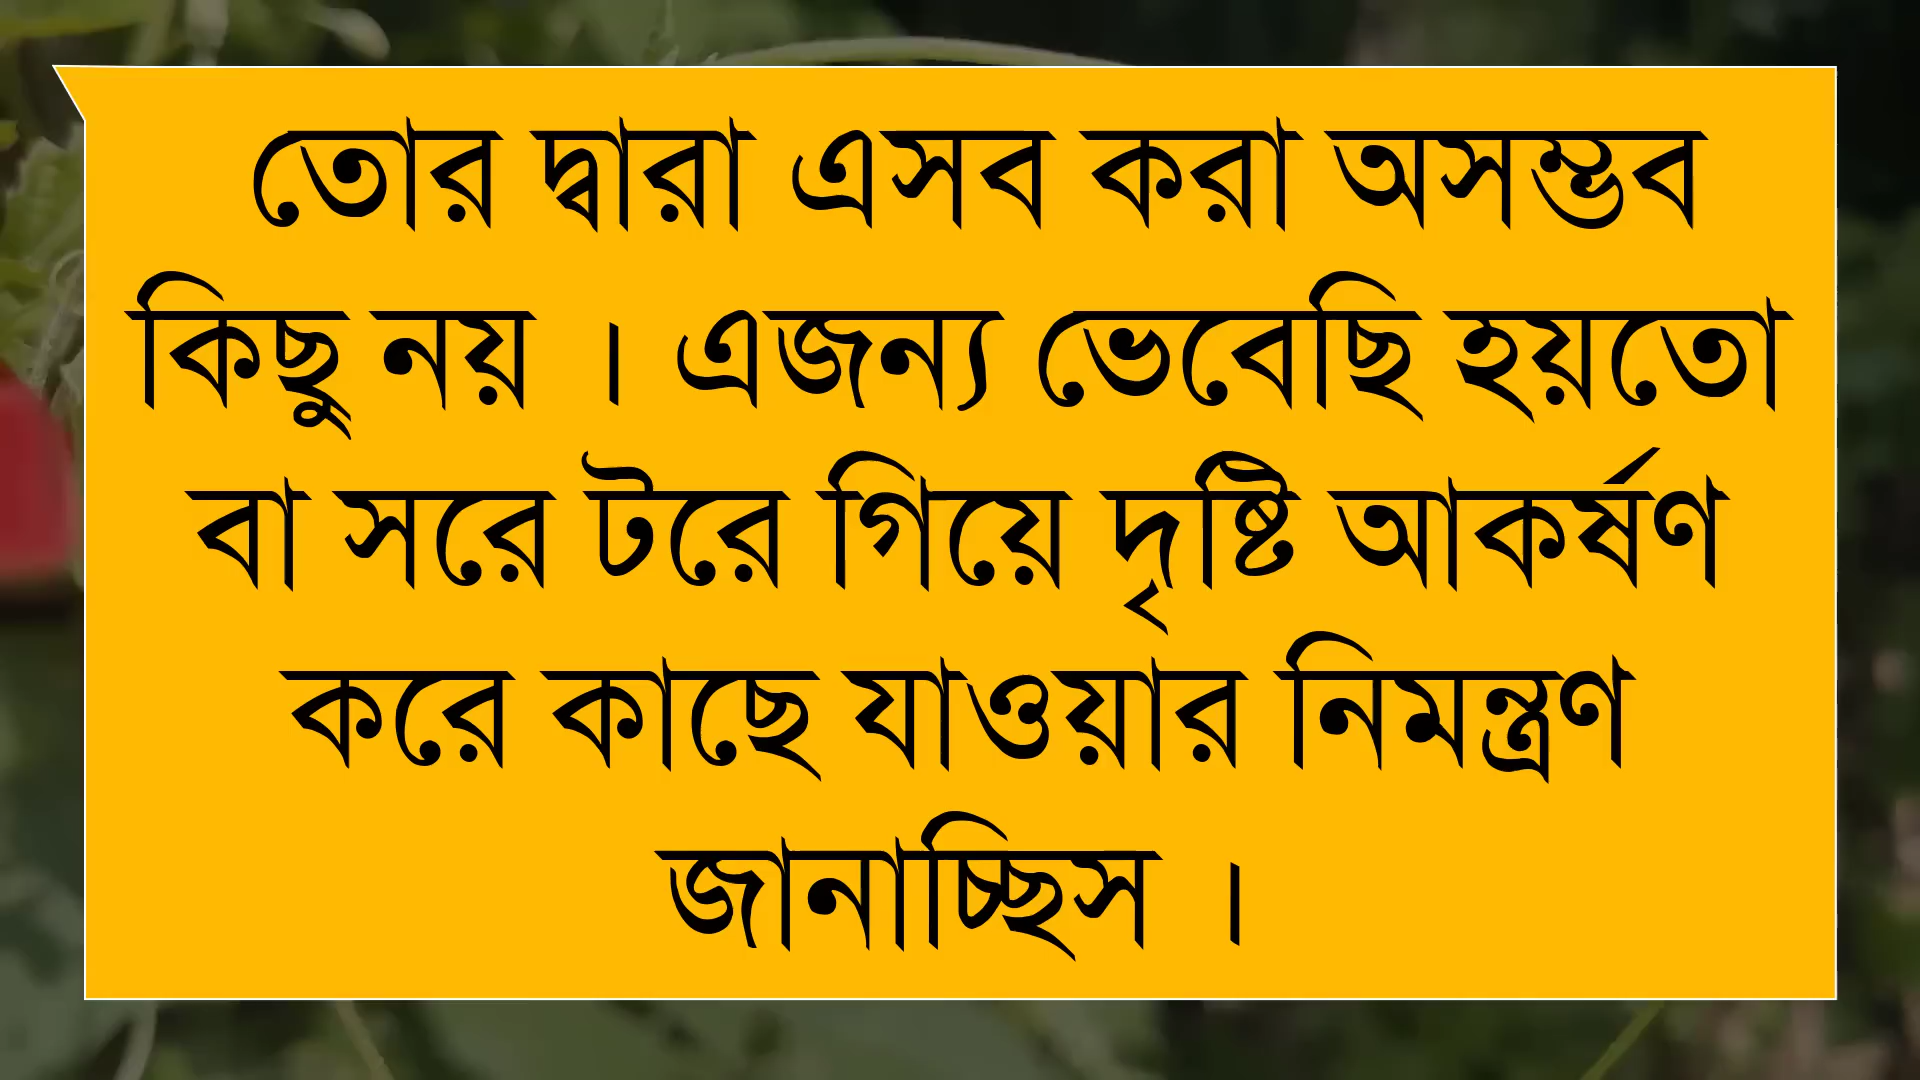 তোর দ্বারা এসব করা অসম্ভব
কিছু নয় । এজন্য ভেবেছি হয়তো
বা সরে টরে গিয়ে দৃষ্টি আকর্ষণ
করে কাছে যাওয়ার নিমন্ত্রণ
জানাচ্ছিস ।